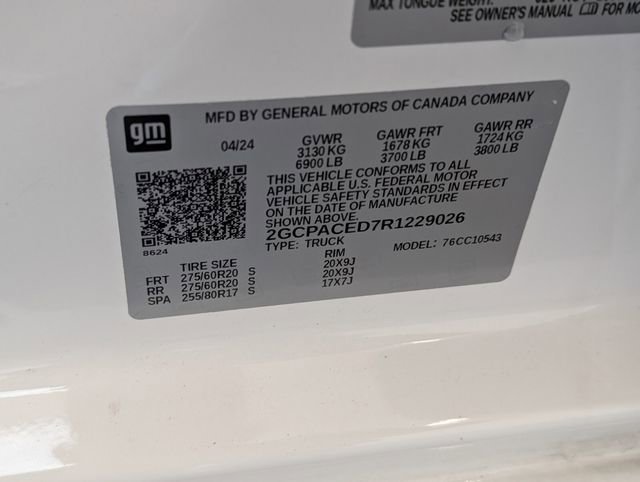 MAX TONGUE WEIGHT:
SEE OWNER'S MANUAL FOR MO
gm
MFD BY GENERAL MOTORS OF CANADA COMPANY
04/24 GVWR GAWR FRT GAWR RR
3130 KG 1678 KG 1724 KG
6900 LB 3700 LB 3800 LB
THIS VEHICLE CONFORMS TO ALL
APPLICABLE U.S. FEDERAL MOTOR
VEHICLE SAFETY STANDARDS IN EFFECT
ON THE DATE OF MANUFACTURE
SHOWN ABOVE.
2GCPACED7R1229026
8624 TYPE: TRUCK MODEL: 76CC10543
TIRE SIZE RIM
FRT 275/60R20 S 20X9J
RR 275/60R20 S 20X9J
SPA 255/80R17 S 17X7J